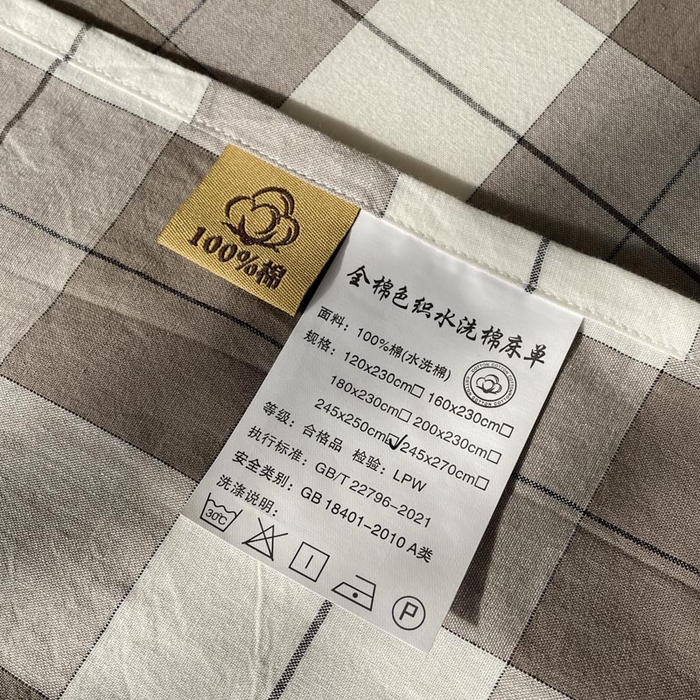 100%棉
全棉色织水洗棉床单
面料：100%棉(水洗棉)
规格：120x230cm□ 160x230cm□
180x230cm□ 200x230cm□
245x250cm☑ 245x270cm□
等级：合格品 检验：LPW
执行标准：GB/T 22796-2021
安全类别：GB 18401-2010 A类
洗涤说明：
30℃
P